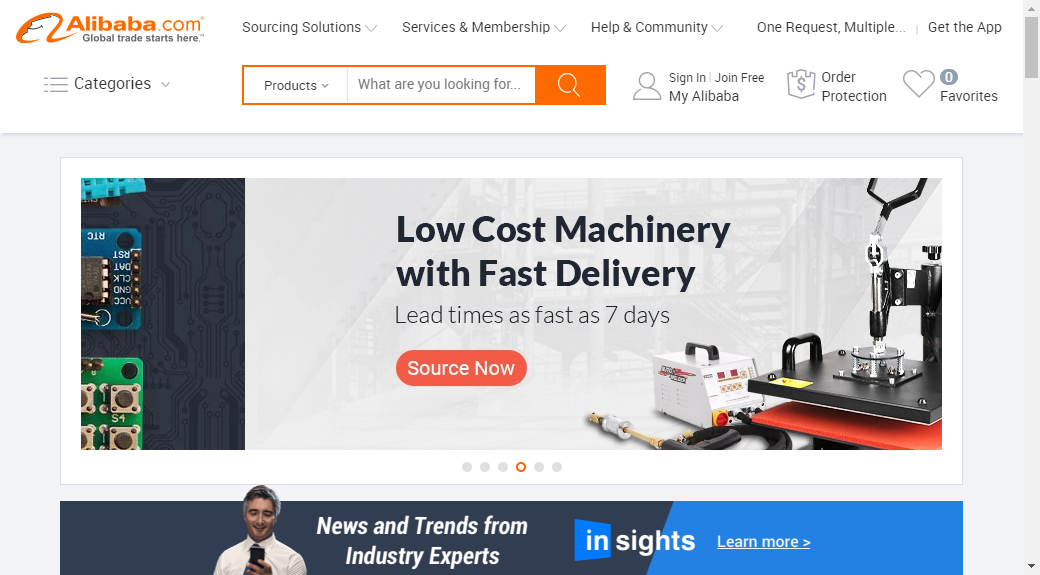 Alibaba.com
Global trade starts here.™
Sourcing Solutions
Services & Membership
Help & Community
One Request, Multiple...
Get the App
Categories
Products
What are you looking for...
Sign In | Join Free
My Alibaba
Order
Protection
0
Favorites
RTC
RST
DAT
CLK
GND
VCC
S4
Low Cost Machinery
with Fast Delivery
Lead times as fast as 7 days
Source Now
News and Trends from
Industry Experts
insights
Learn more >